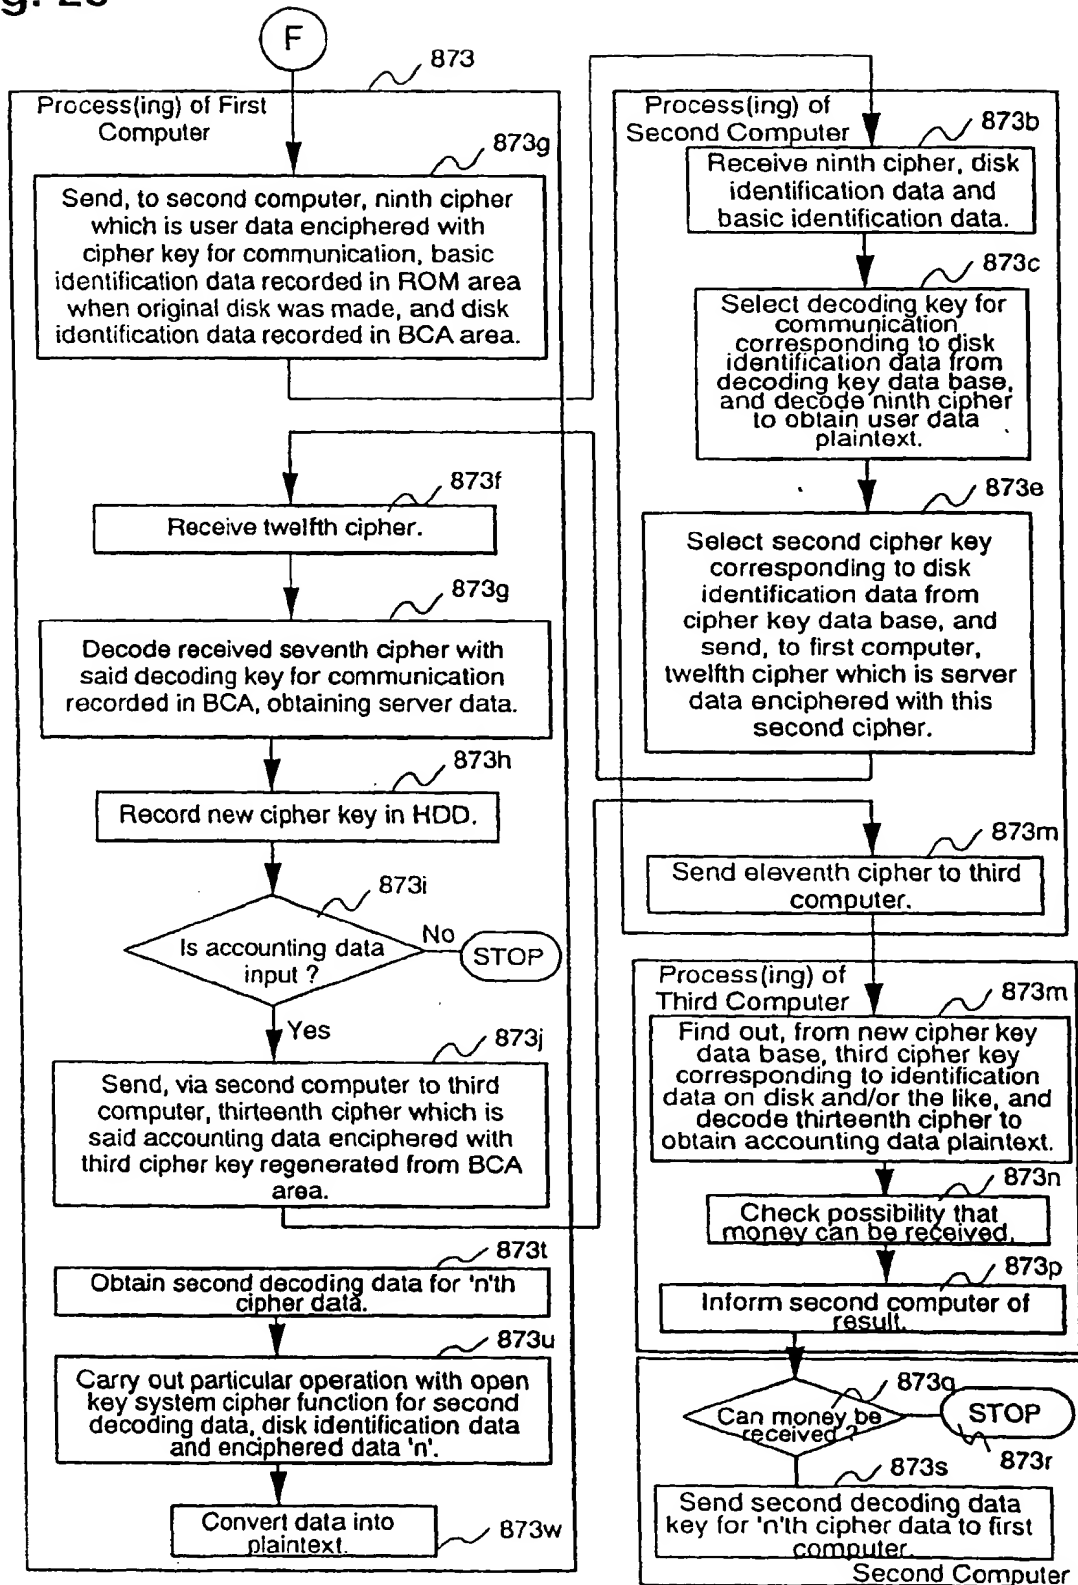 F
873
Process(ing) of First
Computer
873g
Send, to second computer, ninth cipher
which is user data enciphered with
cipher key for communication, basic
identification data recorded in ROM area
when original disk was made, and disk
identification data recorded in BCA area.
873f
Receive twelfth cipher.
873g
Decode received seventh cipher with
said decoding key for communication
recorded in BCA, obtaining server data.
873h
Record new cipher key in HDD.
873i
Is accounting data
input ?
No
STOP
Yes
873j
Send, via second computer to third
computer, thirteenth cipher which is
said accounting data enciphered with
third cipher key regenerated from BCA
area.
873t
Obtain second decoding data for 'n'th
cipher data.
873u
Carry out particular operation with open
key system cipher function for second
decoding data, disk identification data
and enciphered data 'n'.
Convert data into
plaintext.
873w
Process(ing) of
Second Computer
873b
Receive ninth cipher, disk
identification data and
basic identification data.
873c
Select decoding key for
communication
corresponding to disk
identification data from
decoding key data base,
and decode ninth cipher
to obtain user data
plaintext.
873e
Select second cipher key
corresponding to disk
identification data from
cipher key data base, and
send, to first computer,
twelfth cipher which is server
data enciphered with this
second cipher.
873m
Send eleventh cipher to third
computer.
Process(ing) of
Third Computer
873m
Find out, from new cipher key
data base, third cipher key
corresponding to identification
data on disk and/or the like, and
decode thirteenth cipher to
obtain accounting data plaintext.
873n
Check possibility that
money can be received.
873p
Inform second computer of
result.
873q
Can money be
received ?
STOP
873r
873s
Send second decoding data
key for 'n'th cipher data to first
computer.
Second Computer